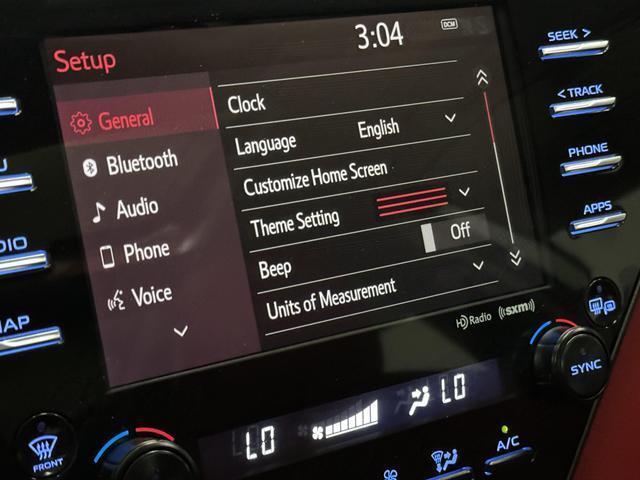 Setup
3:04
DCM
General
Bluetooth
Audio
Phone
Voice
Clock
Language English
Customize Home Screen
Theme Setting
Beep Off
Units of Measurement
HD Radio ((sxm))
SEEK >
< TRACK
PHONE
APPS
SYNC
LO
LO
FRONT
A/C